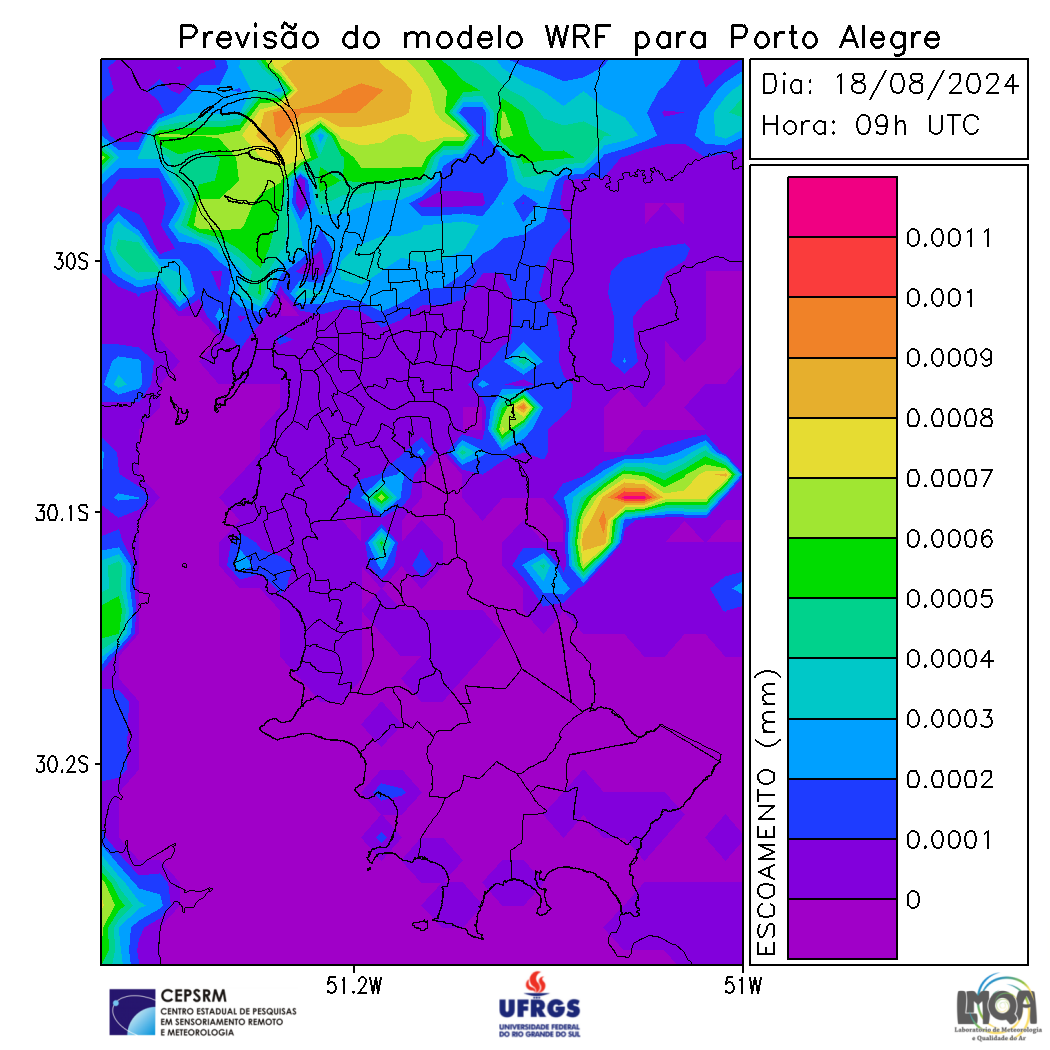 Previsão do modelo WRF para Porto Alegre
Dia: 18/08/2024
Hora: 09h UTC
30S
30.1S
30.2S
51.2W
51W
ESCOAMENTO (mm)
0.0011
0.001
0.0009
0.0008
0.0007
0.0006
0.0005
0.0004
0.0003
0.0002
0.0001
0
CEPSRM
CENTRO ESTADUAL DE PESQUISAS
EM SENSORIAMENTO REMOTO
E METEOROLOGIA
UFRGS
UNIVERSIDADE FEDERAL
DO RIO GRANDE DO SUL
LMQA
Laboratório de Meteorologia
e Qualidade do Ar